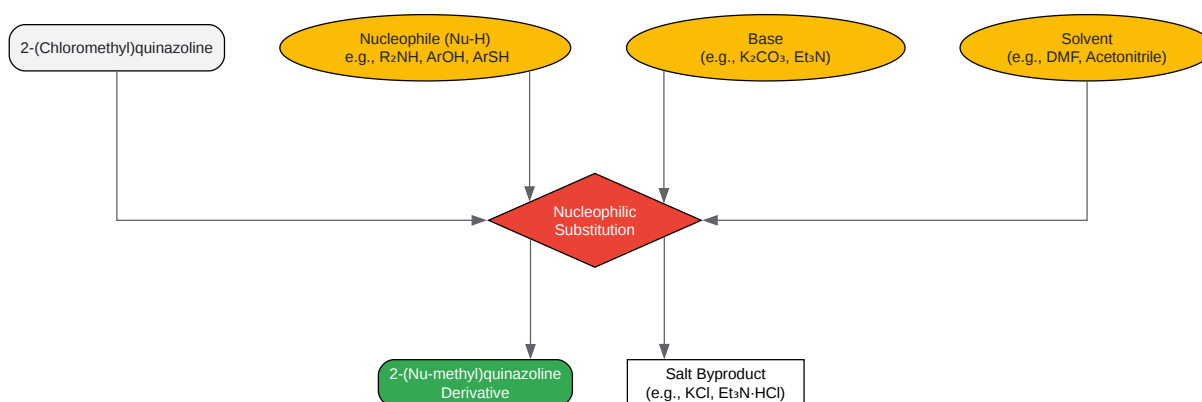 2-(Chloromethyl)quinazoline
Nucleophile (Nu-H)
e.g., R₂NH, ArOH, ArSH
Base
(e.g., K₂CO₃, Et₃N)
Solvent
(e.g., DMF, Acetonitrile)
Nucleophilic
Substitution
2-(Nu-methyl)quinazoline
Derivative
Salt Byproduct
(e.g., KCl, Et₃N·HCl)